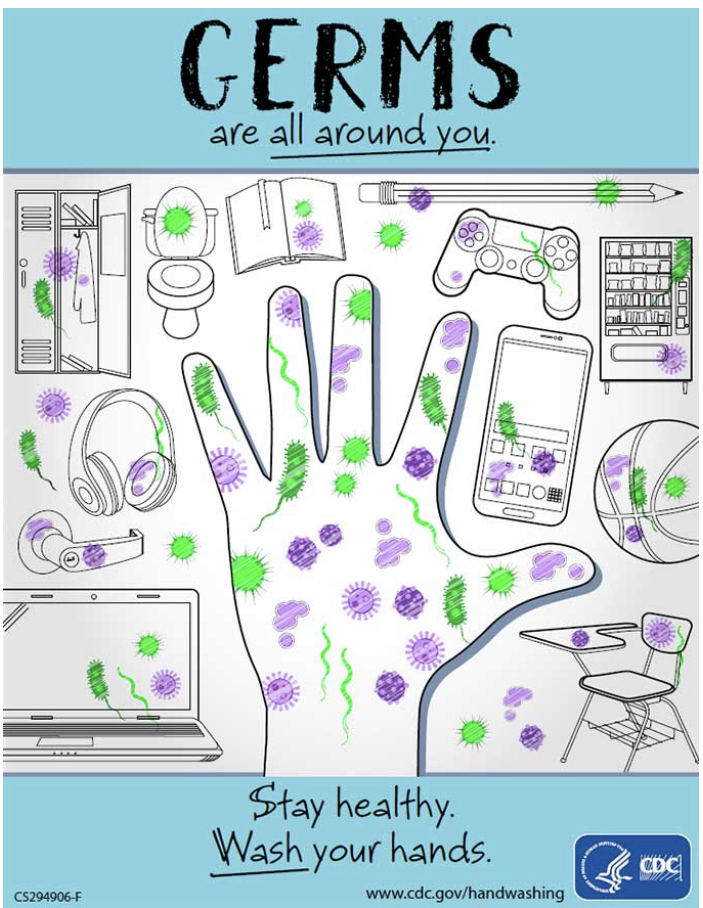 GERMS
are all around you.
Stay healthy.
Wash your hands.
CS294906-F
www.cdc.gov/handwashing
CDC